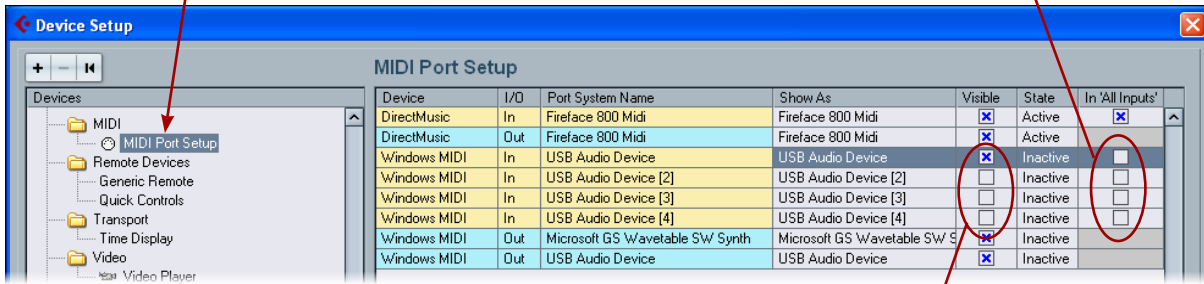 Device Setup
MIDI Port Setup
Devices
MIDI
MIDI Port Setup
Remote Devices
Generic Remote
Quick Controls
Transport
Time Display
Video
Video Player
Device I/O Port System Name Show As Visible State In 'All Inputs'
DirectMusic In Fireface 800 Midi Fireface 800 Midi Active
DirectMusic Out Fireface 800 Midi Fireface 800 Midi Active
Windows MIDI In USB Audio Device USB Audio Device Inactive
Windows MIDI In USB Audio Device [2] USB Audio Device [2] Inactive
Windows MIDI In USB Audio Device [3] USB Audio Device [3] Inactive
Windows MIDI In USB Audio Device [4] USB Audio Device [4] Inactive
Windows MIDI Out Microsoft GS Wavetable SW Synth Microsoft GS Wavetable SW S Inactive
Windows MIDI Out USB Audio Device USB Audio Device Inactive